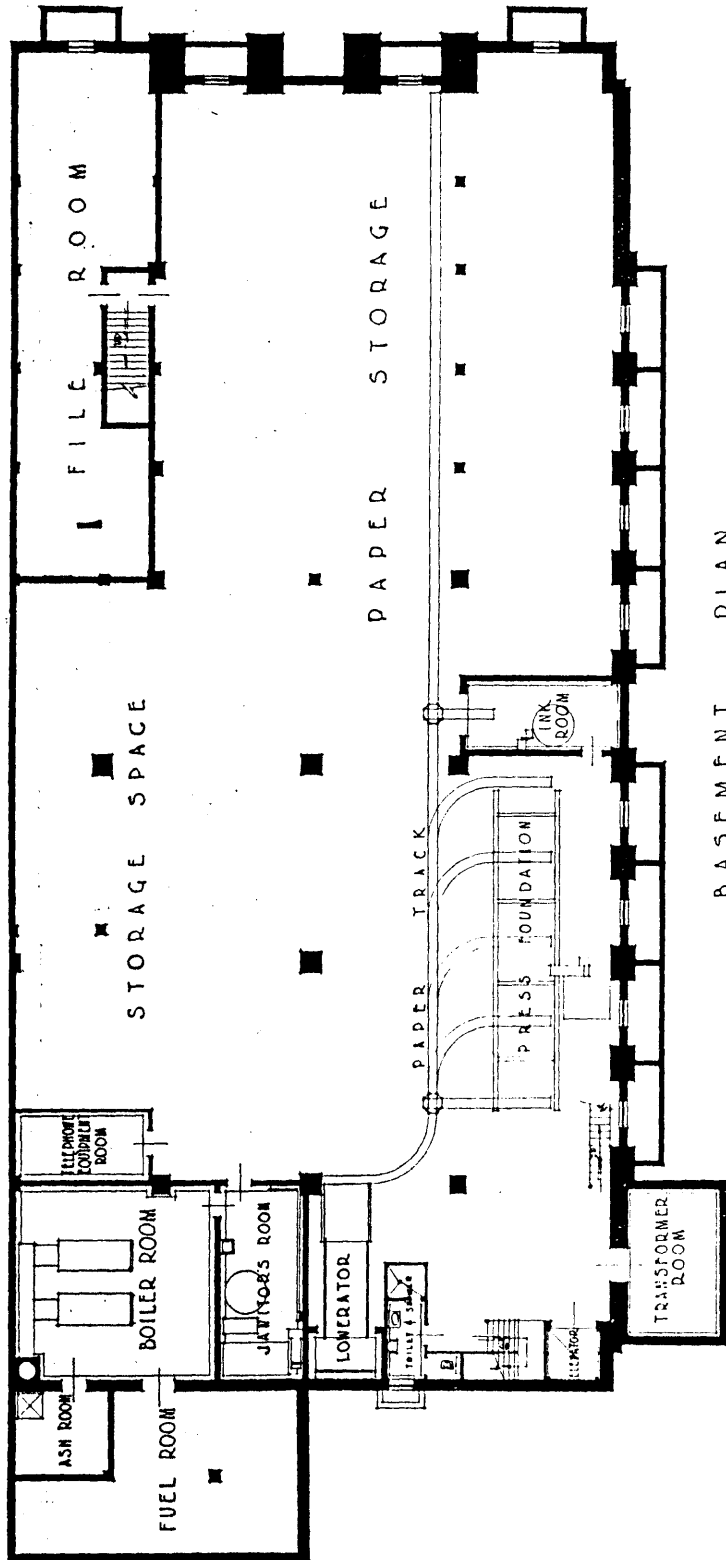 FILE ROOM
UP
STORAGE SPACE
PAPER STORAGE
TELEPHONE
EQUIPMENT
ROOM
BOILER ROOM
JANITOR'S ROOM
ASH ROOM
FUEL ROOM
LOWERATOR
TOILET & SHOWER
ELEVATOR
PAPER TRACK
PRESS FOUNDATION
INK
ROOM
TRANSFORMER
ROOM
BASEMENT PLAN